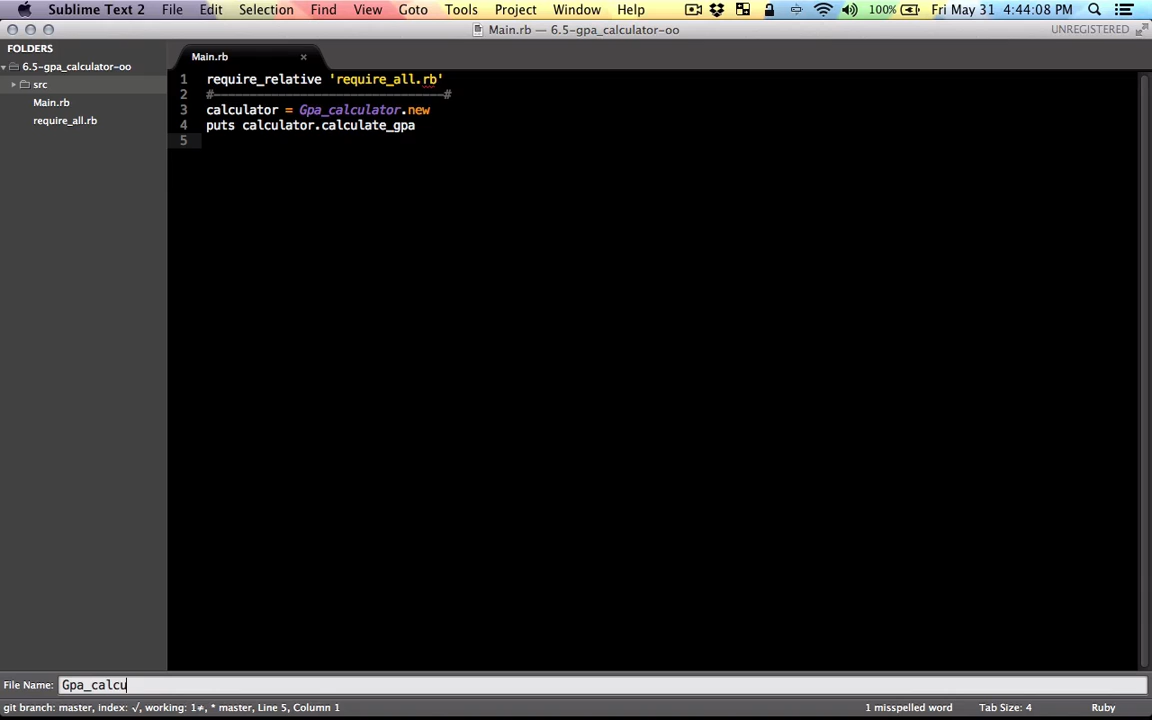 Sublime Text 2 File Edit Selection Find View Goto Tools Project Window Help 100% Fri May 31 4:44:08 PM
Main.rb — 6.5-gpa_calculator-oo UNREGISTERED
FOLDERS
6.5-gpa_calculator-oo
src
Main.rb
require_all.rb
Main.rb ×
1 require_relative 'require_all.rb'
2 #————————————————————————————————#
3 calculator = Gpa_calculator.new
4 puts calculator.calculate_gpa
5
File Name: Gpa_calcu
git branch: master, index: √, working: 1≠, * master, Line 5, Column 1 1 misspelled word Tab Size: 4 Ruby